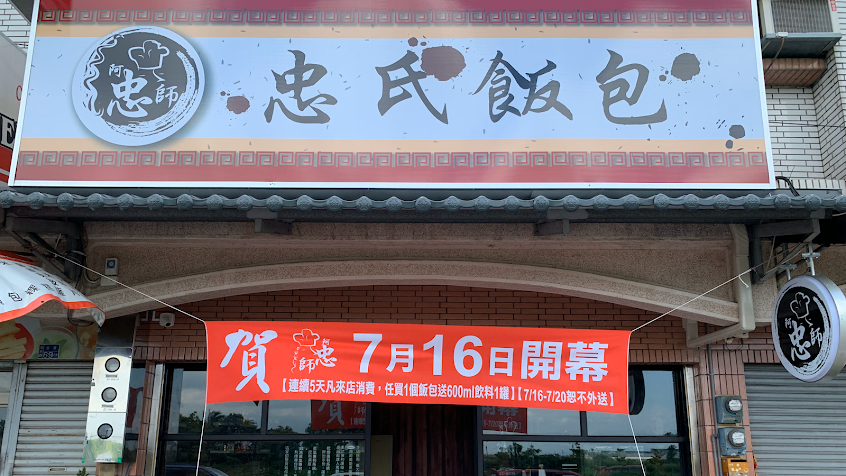 阿忠師
忠氏飯包
賀 阿忠師 7月16日開幕
【連續5天凡來店消費，任買1個飯包送600ml飲料1罐】【7/16-7/20恕不外送】
阿忠師